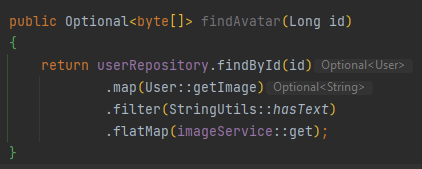 public Optional<byte[]> findAvatar(Long id)
{
return userRepository.findById(id) Optional<User>
.map(User::getImage) Optional<String>
.filter(StringUtils::hasText)
.flatMap(imageService::get);
}